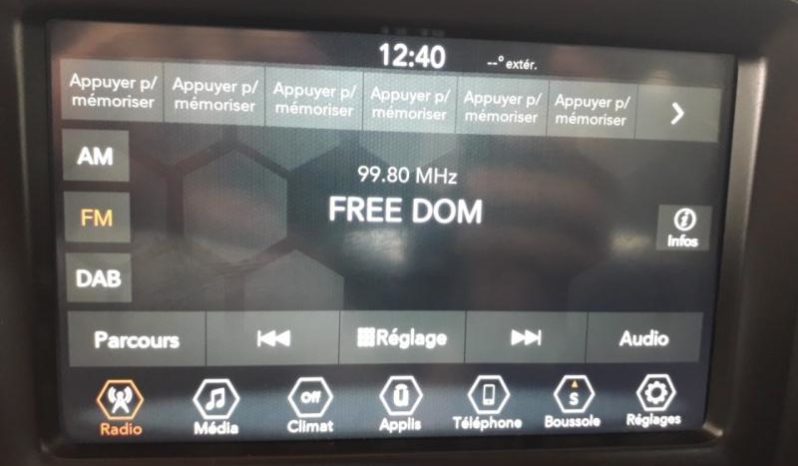 12:40 --° extér.
Appuyer p/ Appuyer p/ Appuyer p/ Appuyer p/ Appuyer p/ Appuyer p/
mémoriser mémoriser mémoriser mémoriser mémoriser mémoriser
AM
99.80 MHz
FM FREE DOM
Infos
DAB
Parcours Réglage Audio
Off S
Radio Média Climat Applis Téléphone Boussole Réglages